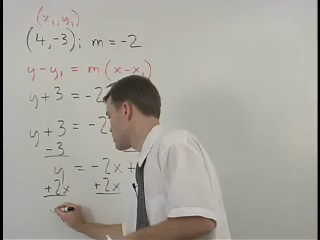 (x₁, y₁)
(4, -3); m = -2
y - y₁ = m(x - x₁)
y + 3 = -2
y + 3 = -2
-3
y = -2x +
+2x +2x